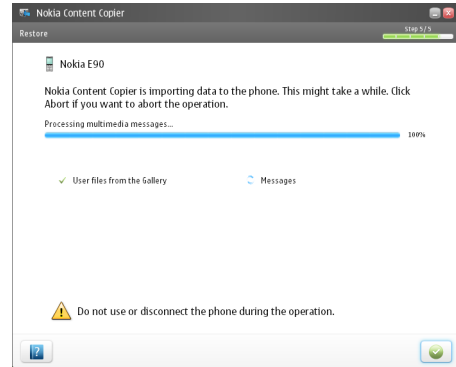 Nokia Content Copier
Restore
Step 5/5
Nokia E90
Nokia Content Copier is importing data to the phone. This might take a while. Click
Abort if you want to abort the operation.
Processing multimedia messages...
100%
User files from the Gallery
Messages
Do not use or disconnect the phone during the operation.
?